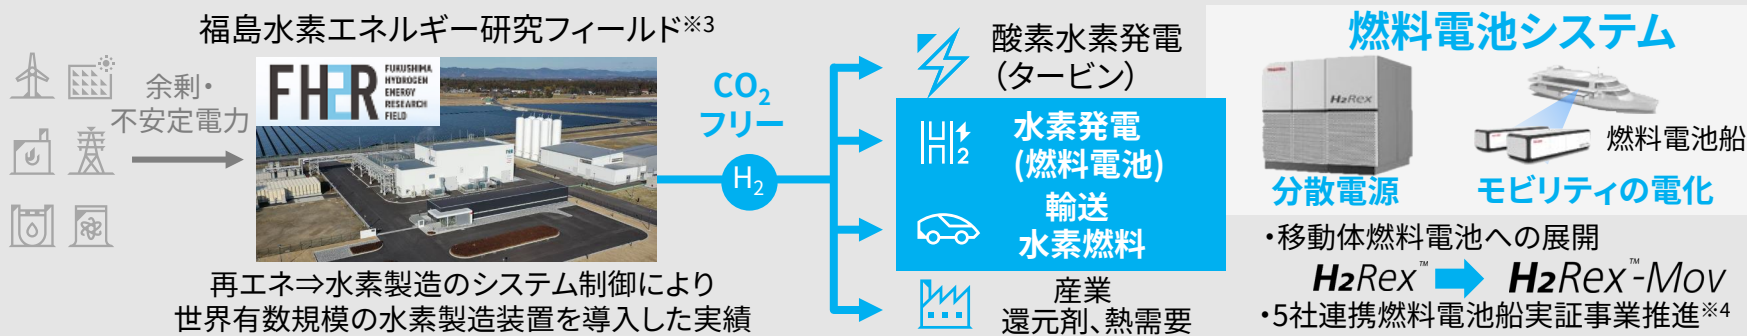 福島水素エネルギー研究フィールド※3
余剰・
不安定電力
FH2R
FUKUSHIMA
HYDROGEN
ENERGY
RESEARCH
FIELD
再エネ⇒水素製造のシステム制御により
世界有数規模の水素製造装置を導入した実績
CO2
フリー
H2
酸素水素発電
（タービン）
H2
水素発電
(燃料電池)
輸送
水素燃料
産業
還元剤、熱需要
燃料電池システム
H2Rex
燃料電池船
分散電源
モビリティの電化
・移動体燃料電池への展開
H2Rex™ H2Rex™-Mov
・5社連携燃料電池船実証事業推進※4